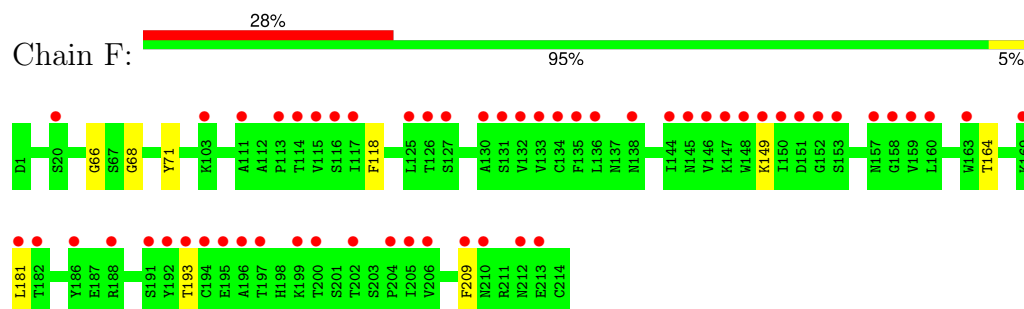 28%
Chain F:
95% 5%
D1 S20 G66 S67 G68 Y71 K103 A111 A112 P113 T114 V115 S116 I117 F118 L125 T126 S127 A130 S131 V132 V133 C134 F135 L136 N137 N138 I144 N145 V146 K147 W148 K149 I150 D151 G152 S153 N157 G158 V159 L160 W163 T164 K169
L181 T182 Y186 E187 R188 S191 Y192 T193 C194 E195 A196 T197 H198 K199 T200 S201 T202 S203 P204 I205 V206 F209 N210 R211 N212 E213 C214